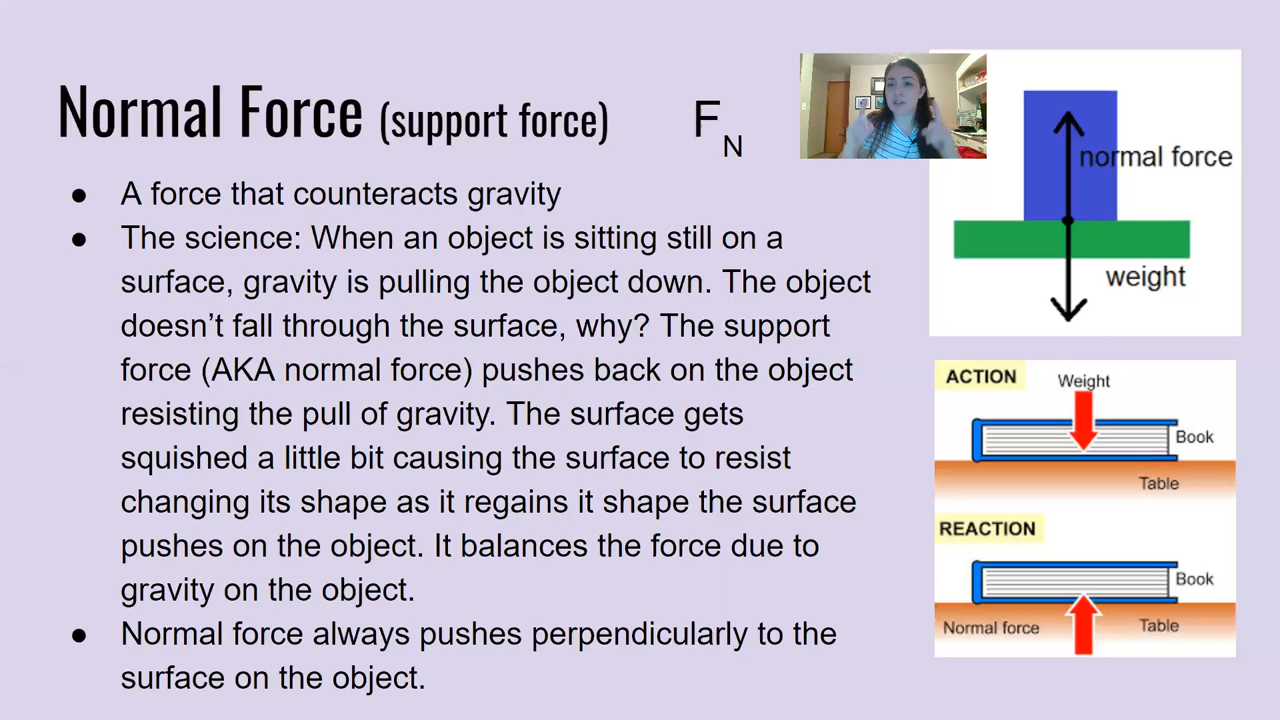 Normal Force (support force) F N
● A force that counteracts gravity
● The science: When an object is sitting still on a
surface, gravity is pulling the object down. The object
doesn’t fall through the surface, why? The support
force (AKA normal force) pushes back on the object
resisting the pull of gravity. The surface gets
squished a little bit causing the surface to resist
changing its shape as it regains it shape the surface
pushes on the object. It balances the force due to
gravity on the object.
● Normal force always pushes perpendicularly to the
surface on the object.
normal force
weight
ACTION
Weight
Book
Table
REACTION
Book
Normal force
Table